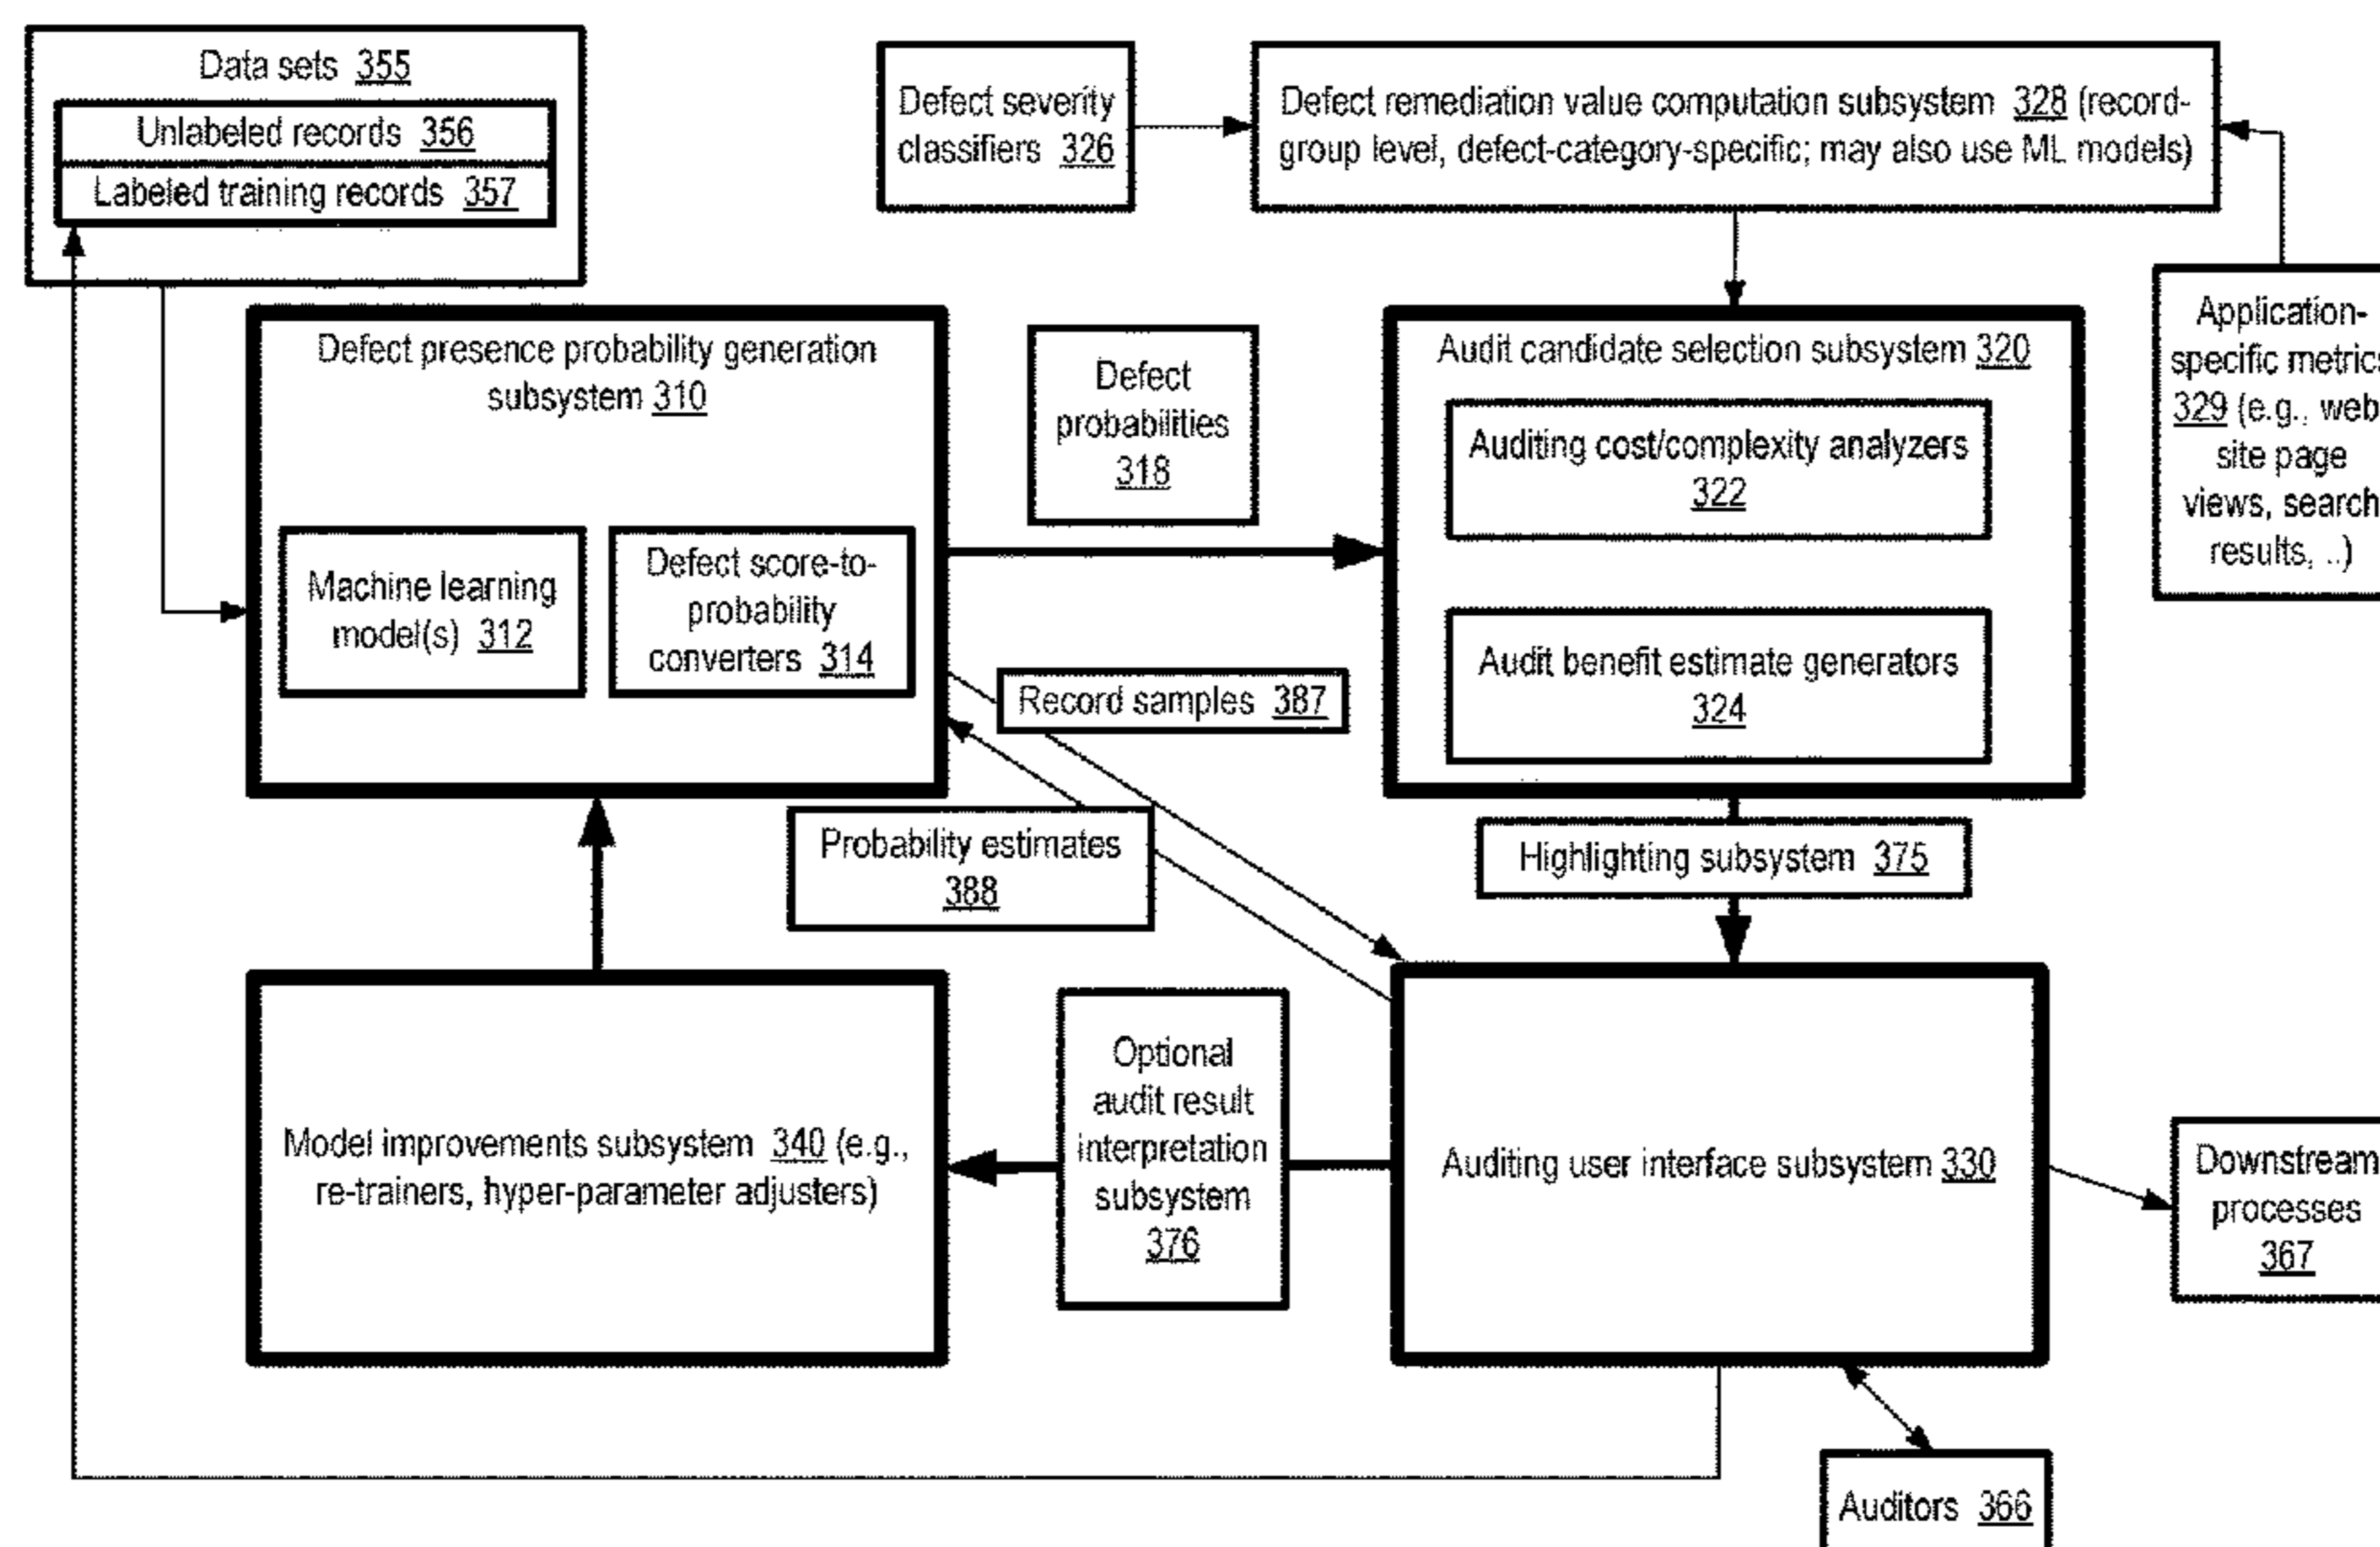 Data sets 355
Unlabeled records 356
Labeled training records 357
Defect severity
classifiers 326
Defect remediation value computation subsystem 328 (record-
group level, defect-category-specific; may also use ML models)
Application-
specific metrics
329 (e.g., web
site page
views, search
results, ..)
Defect presence probability generation
subsystem 310
Machine learning
model(s) 312
Defect score-to-
probability
converters 314
Defect
probabilities
318
Audit candidate selection subsystem 320
Auditing cost/complexity analyzers
322
Audit benefit estimate generators
324
Record samples 387
Probability estimates
388
Highlighting subsystem 375
Model improvements subsystem 340 (e.g.,
re-trainers, hyper-parameter adjusters)
Optional
audit result
interpretation
subsystem
376
Auditing user interface subsystem 330
Downstream
processes
367
Auditors 366